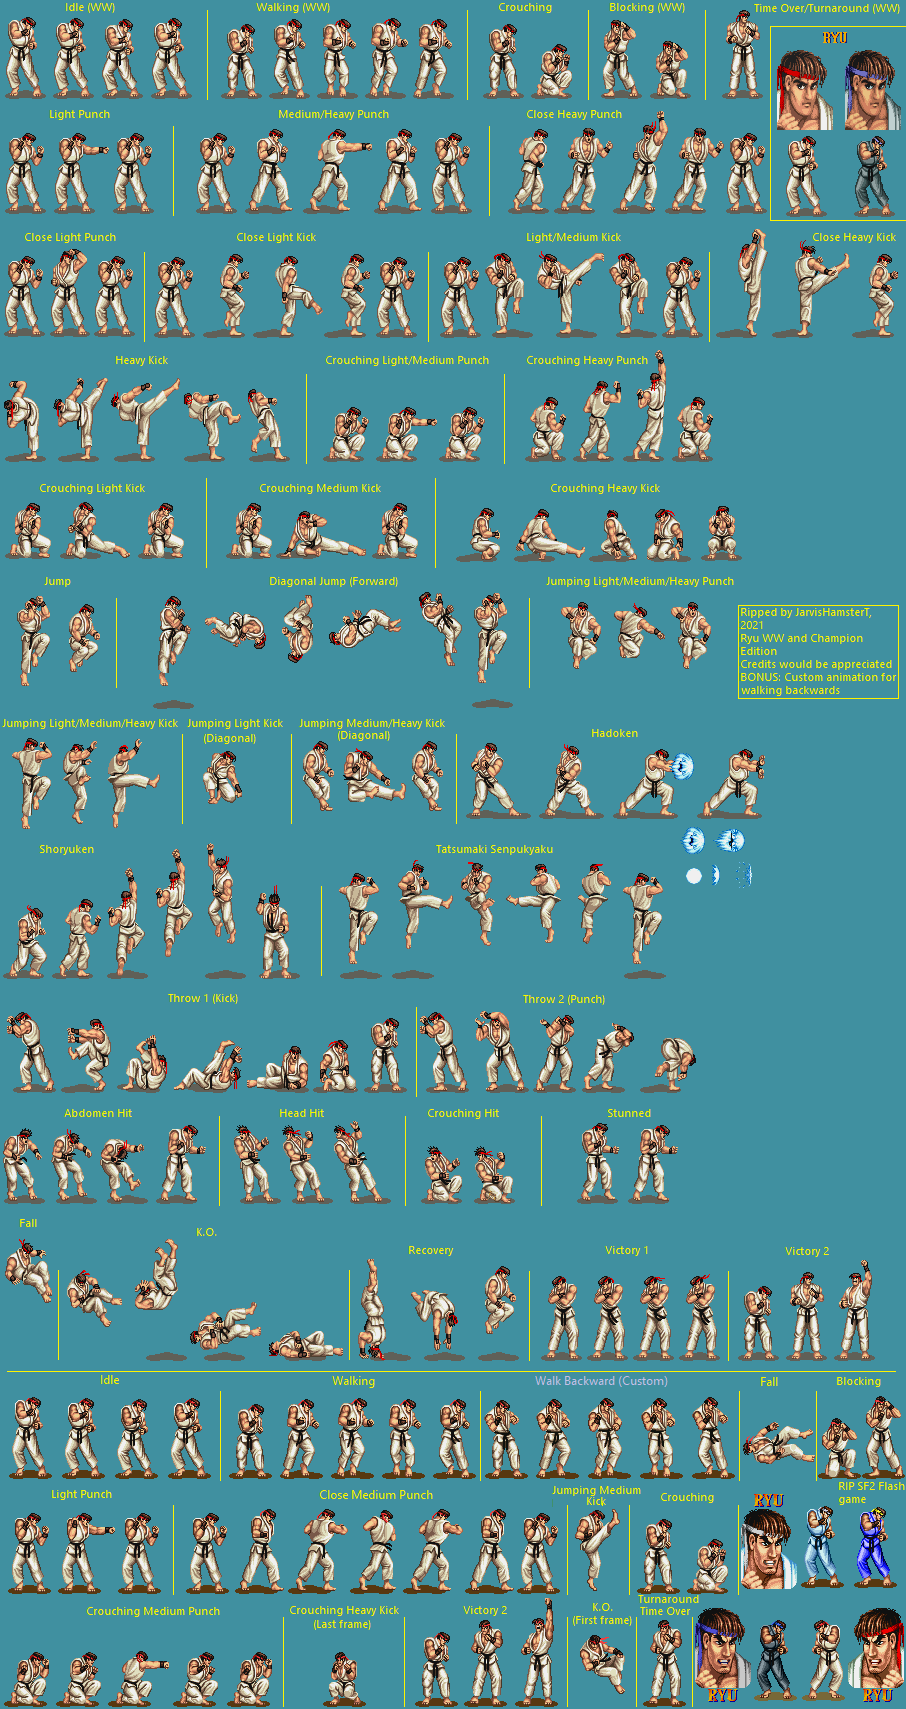 Idle (WW)
Walking (WW)
Crouching
Blocking (WW)
Time Over/Turnaround (WW)
RYU
Light Punch
Medium/Heavy Punch
Close Heavy Punch
Close Light Punch
Close Light Kick
Light/Medium Kick
Close Heavy Kick
Heavy Kick
Crouching Light/Medium Punch
Crouching Heavy Punch
Crouching Light Kick
Crouching Medium Kick
Crouching Heavy Kick
Jump
Diagonal Jump (Forward)
Jumping Light/Medium/Heavy Punch
Ripped by JarvisHamsterT,
2021
Ryu WW and Champion
Edition
Credits would be appreciated
BONUS: Custom animation for
walking backwards
Jumping Light/Medium/Heavy Kick
Jumping Light Kick
(Diagonal)
Jumping Medium/Heavy Kick
(Diagonal)
Hadoken
Shoryuken
Tatsumaki Senpukyaku
Throw 1 (Kick)
Throw 2 (Punch)
Abdomen Hit
Head Hit
Crouching Hit
Stunned
Fall
K.O.
Recovery
Victory 1
Victory 2
Idle
Walking
Walk Backward (Custom)
Fall
Blocking
Light Punch
Close Medium Punch
Jumping Medium
Kick
Crouching
RYU
RIP SF2 Flash
game
Crouching Medium Punch
Crouching Heavy Kick
(Last frame)
Victory 2
K.O.
(First frame)
Turnaround
Time Over
RYU
RYU